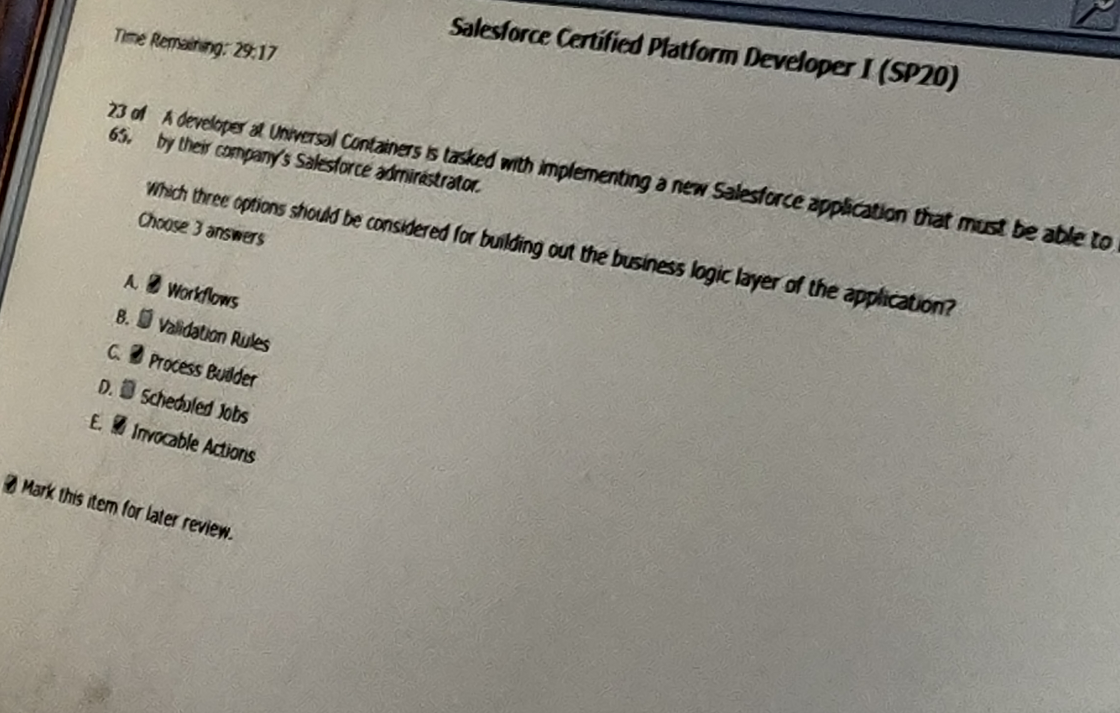 Salesforce Certified Platform Developer I (SP20)
Time Remaining: 29:17
23 of A developer at Universal Containers is tasked with implementing a new Salesforce application that must be able to
65. by their company's Salesforce administrator.
Which three options should be considered for building out the business logic layer of the application?
Choose 3 answers
A. Workflows
B. Validation Rules
C. Process Builder
D. Scheduled Jobs
E. Invocable Actions
Mark this item for later review.